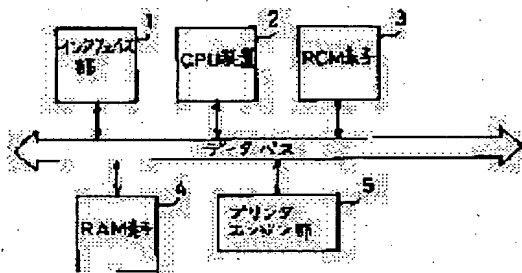 1
2
3
インタフェイス
部
CPU装置
RCM素子
データバス
4
5
RAM素子
プリンタ
エンジン部